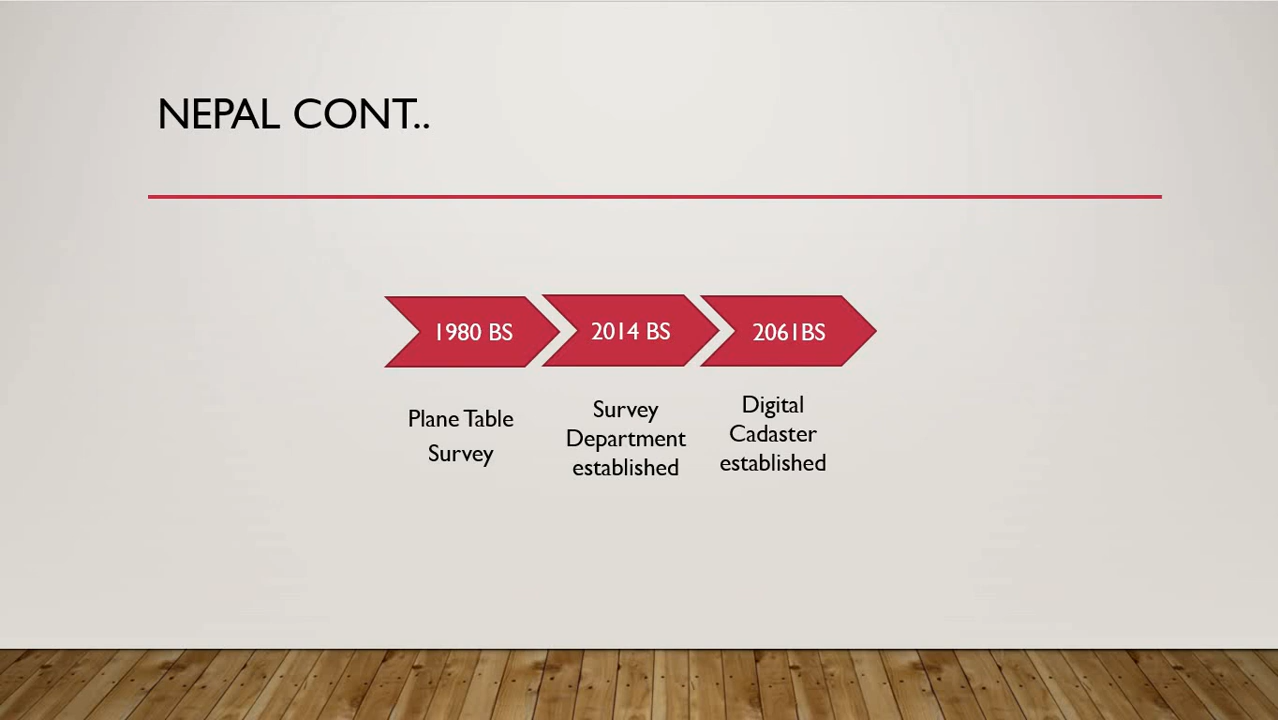 NEPAL CONT..
1980 BS
2014 BS
2061BS
Plane Table
Survey
Survey
Department
established
Digital
Cadaster
established